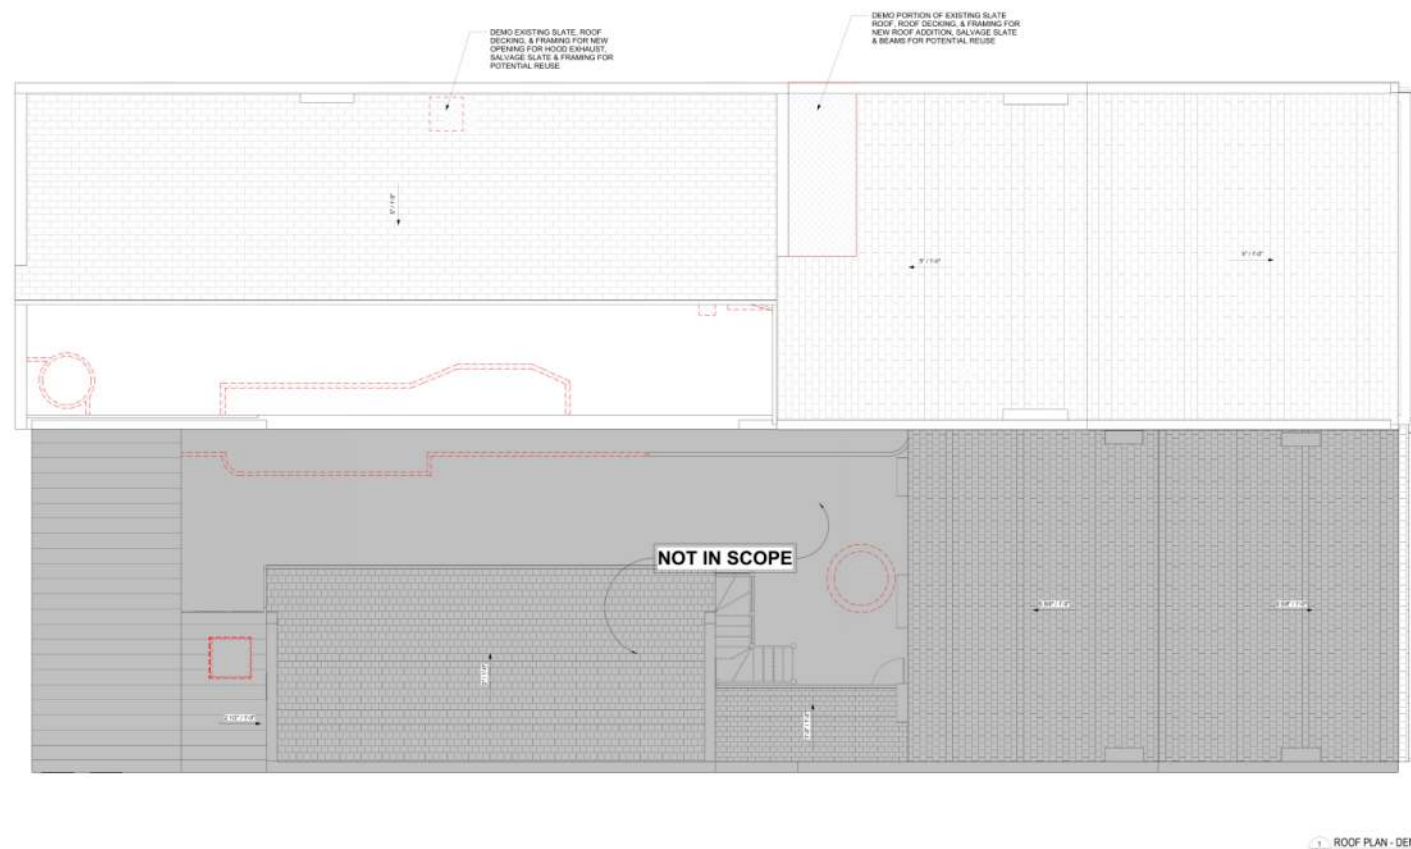 DEMO EXISTING SLATE, ROOF
DECKING, & FRAMING FOR NEW
OPENING FOR HOOD EXHAUST,
SALVAGE SLATE & FRAMING FOR
POTENTIAL REUSE
DEMO PORTION OF EXISTING SLATE
ROOF, ROOF DECKING, & FRAMING FOR
NEW ROOF ADDITION, SALVAGE SLATE
& BEAMS FOR POTENTIAL REUSE
NOT IN SCOPE
1 ROOF PLAN - DE